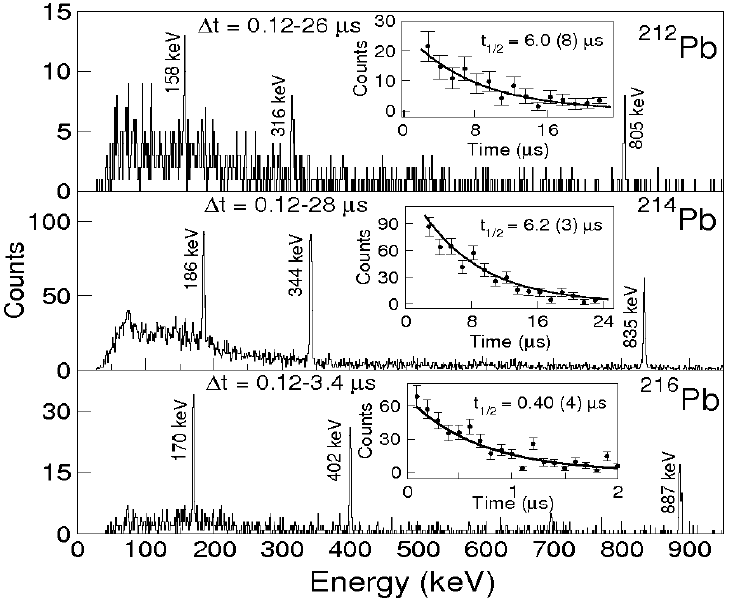 Δt = 0.12-26 μs
²¹²Pb
158 keV
316 keV
805 keV
15
10
5
0
t1/2 = 6.0 (8) μs
Counts
30
20
10
0
0 8 16
Time (μs)
Δt = 0.12-28 μs
²¹⁴Pb
186 keV
344 keV
835 keV
100
50
0
t1/2 = 6.2 (3) μs
Counts
90
60
30
0
0 8 16 24
Time (μs)
Counts
Δt = 0.12-3.4 μs
²¹⁶Pb
170 keV
402 keV
887 keV
30
15
0
t1/2 = 0.40 (4) μs
Counts
60
30
0
0 1 2
Time (μs)
0 100 200 300 400 500 600 700 800 900
Energy (keV)